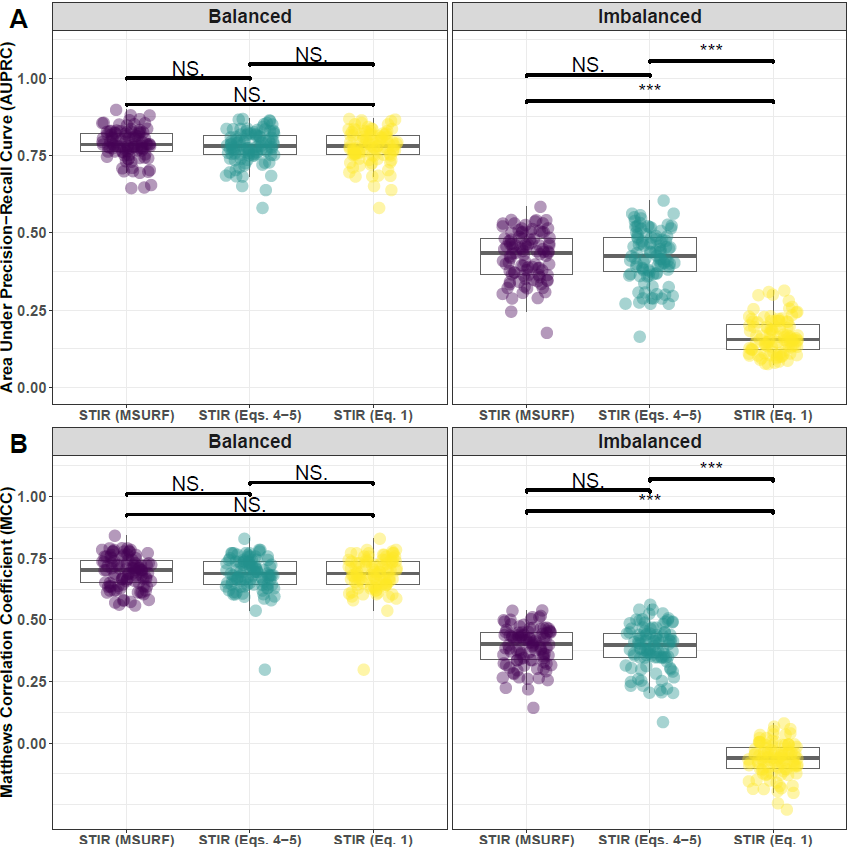 A
Balanced
Imbalanced
Area Under Precision−Recall Curve (AUPRC)
1.00
0.75
0.50
0.25
0.00
NS.
NS.
NS.
NS.
***
***
STIR (MSURF)
STIR (Eqs. 4−5)
STIR (Eq. 1)
STIR (MSURF)
STIR (Eqs. 4−5)
STIR (Eq. 1)
B
Balanced
Imbalanced
Matthews Correlation Coefficient (MCC)
1.00
0.75
0.50
0.25
0.00
NS.
NS.
NS.
NS.
***
***
STIR (MSURF)
STIR (Eqs. 4−5)
STIR (Eq. 1)
STIR (MSURF)
STIR (Eqs. 4−5)
STIR (Eq. 1)